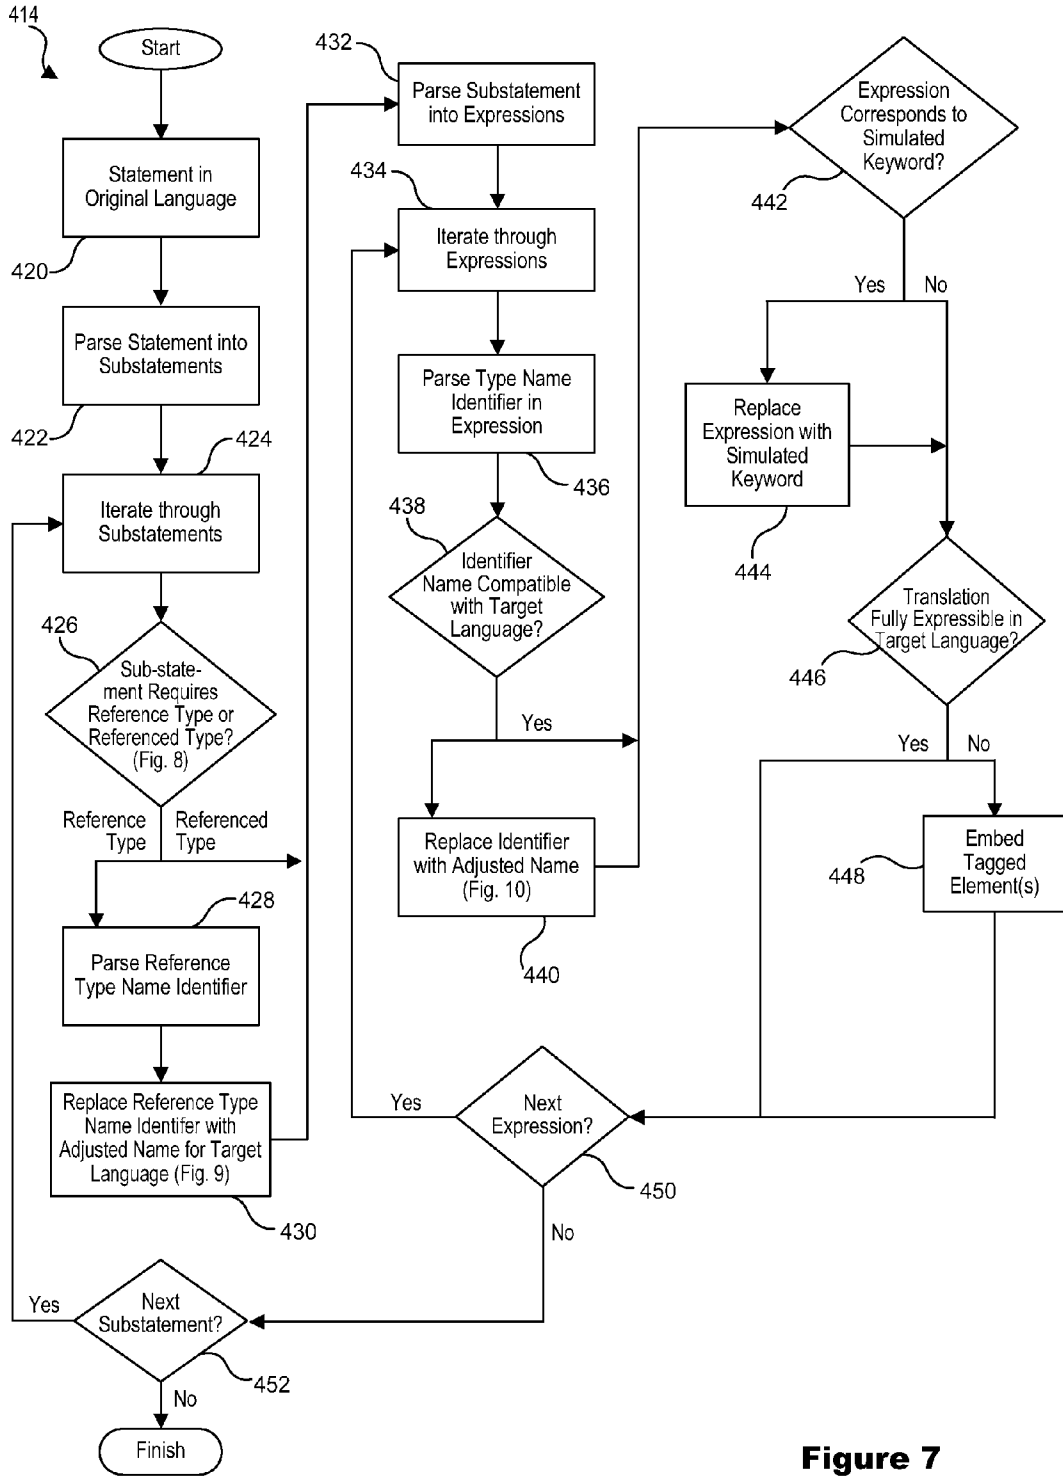 414
Start
Statement in
Original Language
420
Parse Statement into
Substatements
422
424
Iterate through
Substatements
426
Sub-state-
ment Requires
Reference Type or
Referenced Type?
(Fig. 8)
Reference
Type
Referenced
Type
428
Parse Reference
Type Name Identifier
Replace Reference Type
Name Identifer with
Adjusted Name for Target
Language (Fig. 9)
430
Yes
Next
Substatement?
452
No
Finish
432
Parse Substatement
into Expressions
434
Iterate through
Expressions
Parse Type Name
Identifier in
Expression
436
438
Identifier
Name Compatible
with Target
Language?
Yes
Replace Identifier
with Adjusted Name
(Fig. 10)
440
Yes
Next
Expression?
450
No
Expression
Corresponds to
Simulated
Keyword?
442
Yes
No
Replace
Expression with
Simulated
Keyword
444
Translation
Fully Expressible in
Target Language?
446
Yes
No
Embed
Tagged
Element(s)
448
Figure 7